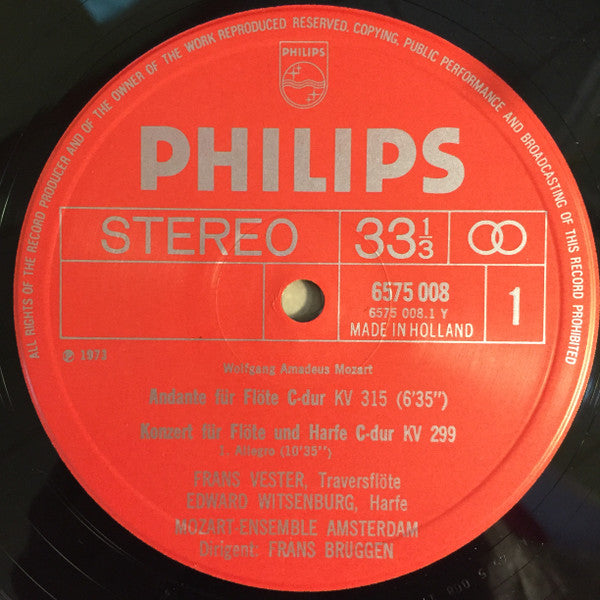 ALL RIGHTS OF THE RECORD PRODUCER AND OF THE OWNER OF THE WORK REPRODUCED RESERVED. COPYING, PUBLIC PERFORMANCE AND BROADCASTING OF THIS RECORD PROHIBITED
PHILIPS
PHILIPS
STEREO 33 1/3
6575 008
6575 008.1 Y
MADE IN HOLLAND
1
℗ 1973
Wolfgang Amadeus Mozart
Andante für Flöte C-dur KV 315 (6'35")
Konzert für Flöte und Harfe C-dur KV 299
1. Allegro (10'35")
FRANS VESTER, Traversflöte
EDWARD WITSENBURG, Harfe
MOZART-ENSEMBLE AMSTERDAM
Dirigent: FRANS BRÜGGEN